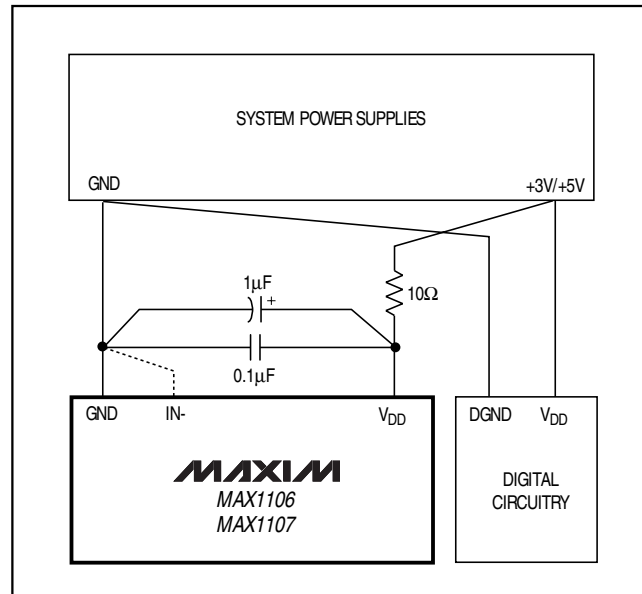 SYSTEM POWER SUPPLIES
GND
+3V/+5V
1µF
+
10Ω
0.1µF
GND
IN-
VDD
DGND
VDD
MAXIM
MAX1106
MAX1107
DIGITAL
CIRCUITRY